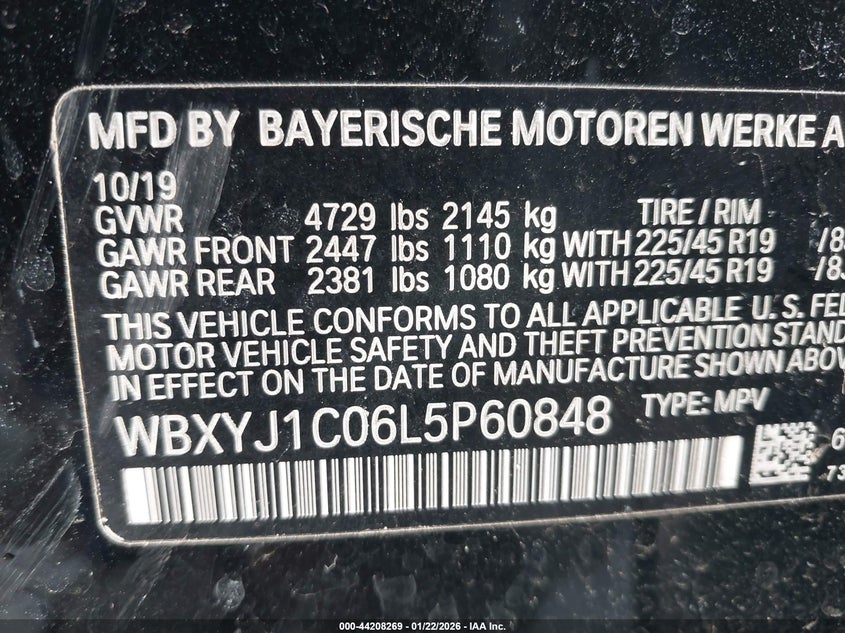 MFD BY BAYERISCHE MOTOREN WERKE A
10/19
GVWR 4729 lbs 2145 kg TIRE / RIM
GAWR FRONT 2447 lbs 1110 kg WITH 225/45 R19
GAWR REAR 2381 lbs 1080 kg WITH 225/45 R19
THIS VEHICLE CONFORMS TO ALL APPLICABLE U.S. FED
MOTOR VEHICLE SAFETY AND THEFT PREVENTION STAND
IN EFFECT ON THE DATE OF MANUFACTURE SHOWN ABOV
WBXYJ1C06L5P60848 TYPE: MPV
000-44208269 - 01/22/2026 - IAA Inc.